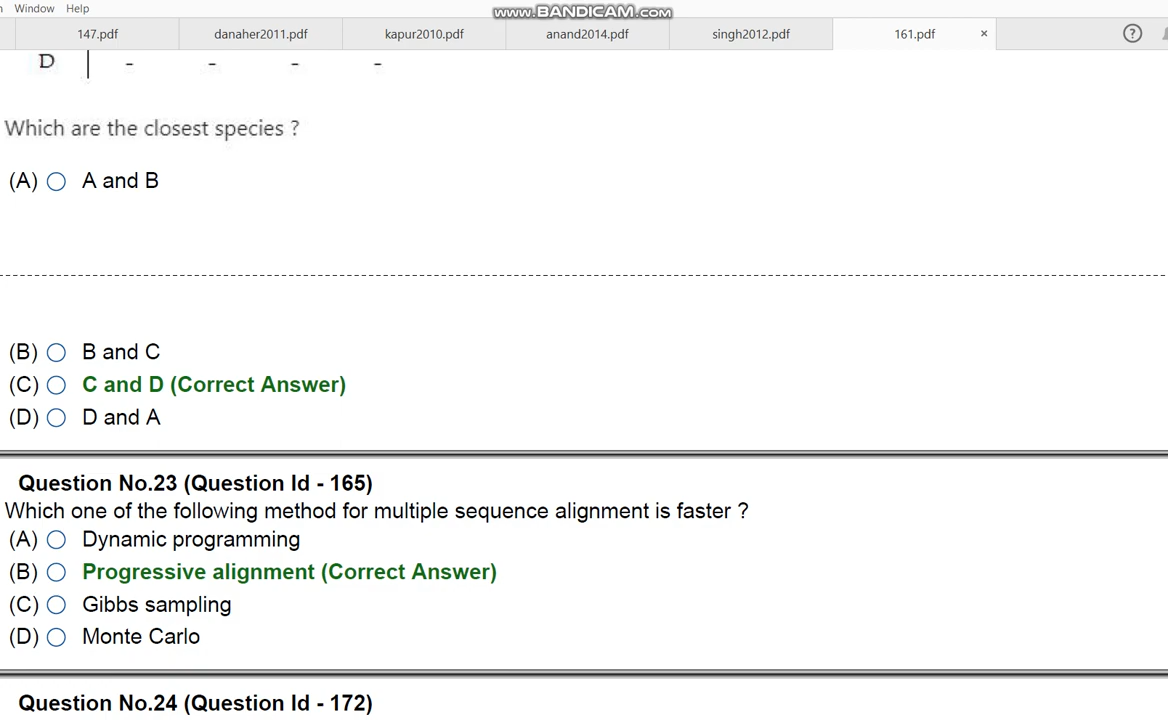 Window Help
www.BANDICAM.com
147.pdf danaher2011.pdf kapur2010.pdf anand2014.pdf singh2012.pdf 161.pdf × ?
D | - - - -
Which are the closest species ?
(A) A and B
(B) B and C
(C) C and D (Correct Answer)
(D) D and A
Question No.23 (Question Id - 165)
Which one of the following method for multiple sequence alignment is faster ?
(A) Dynamic programming
(B) Progressive alignment (Correct Answer)
(C) Gibbs sampling
(D) Monte Carlo
Question No.24 (Question Id - 172)